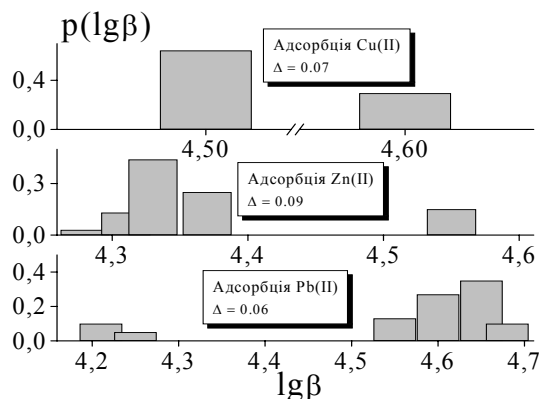 p(lgβ)
Адсорбція Cu(II)
Δ = 0.07
0,4
0,0
4,50
4,60
Адсорбція Zn(II)
Δ = 0.09
0,3
0,0
4,3
4,4
4,5
4,6
Адсорбція Pb(II)
Δ = 0.06
0,4
0,2
0,0
4,2
4,3
4,4
4,5
4,6
4,7
lgβ